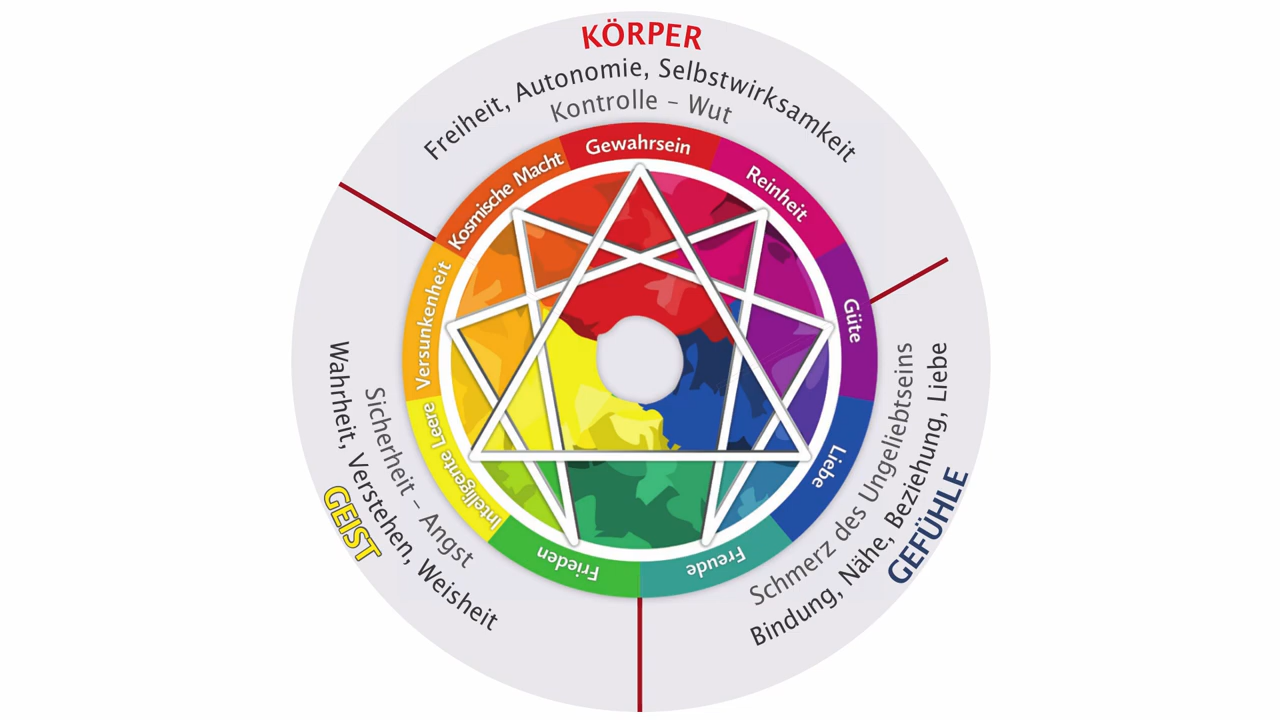 KÖRPER
Freiheit, Autonomie, Selbstwirksamkeit
Kontrolle – Wut
Gewahrsein
Reinheit
Güte
Liebe
Freude
Frieden
Intelligente Leere
Versunkenheit
Kosmische Macht
Schmerz des Ungeliebtseins
Bindung, Nähe, Beziehung, Liebe
GEFÜHLE
Sicherheit – Angst
Wahrheit, Verstehen, Weisheit
GEIST